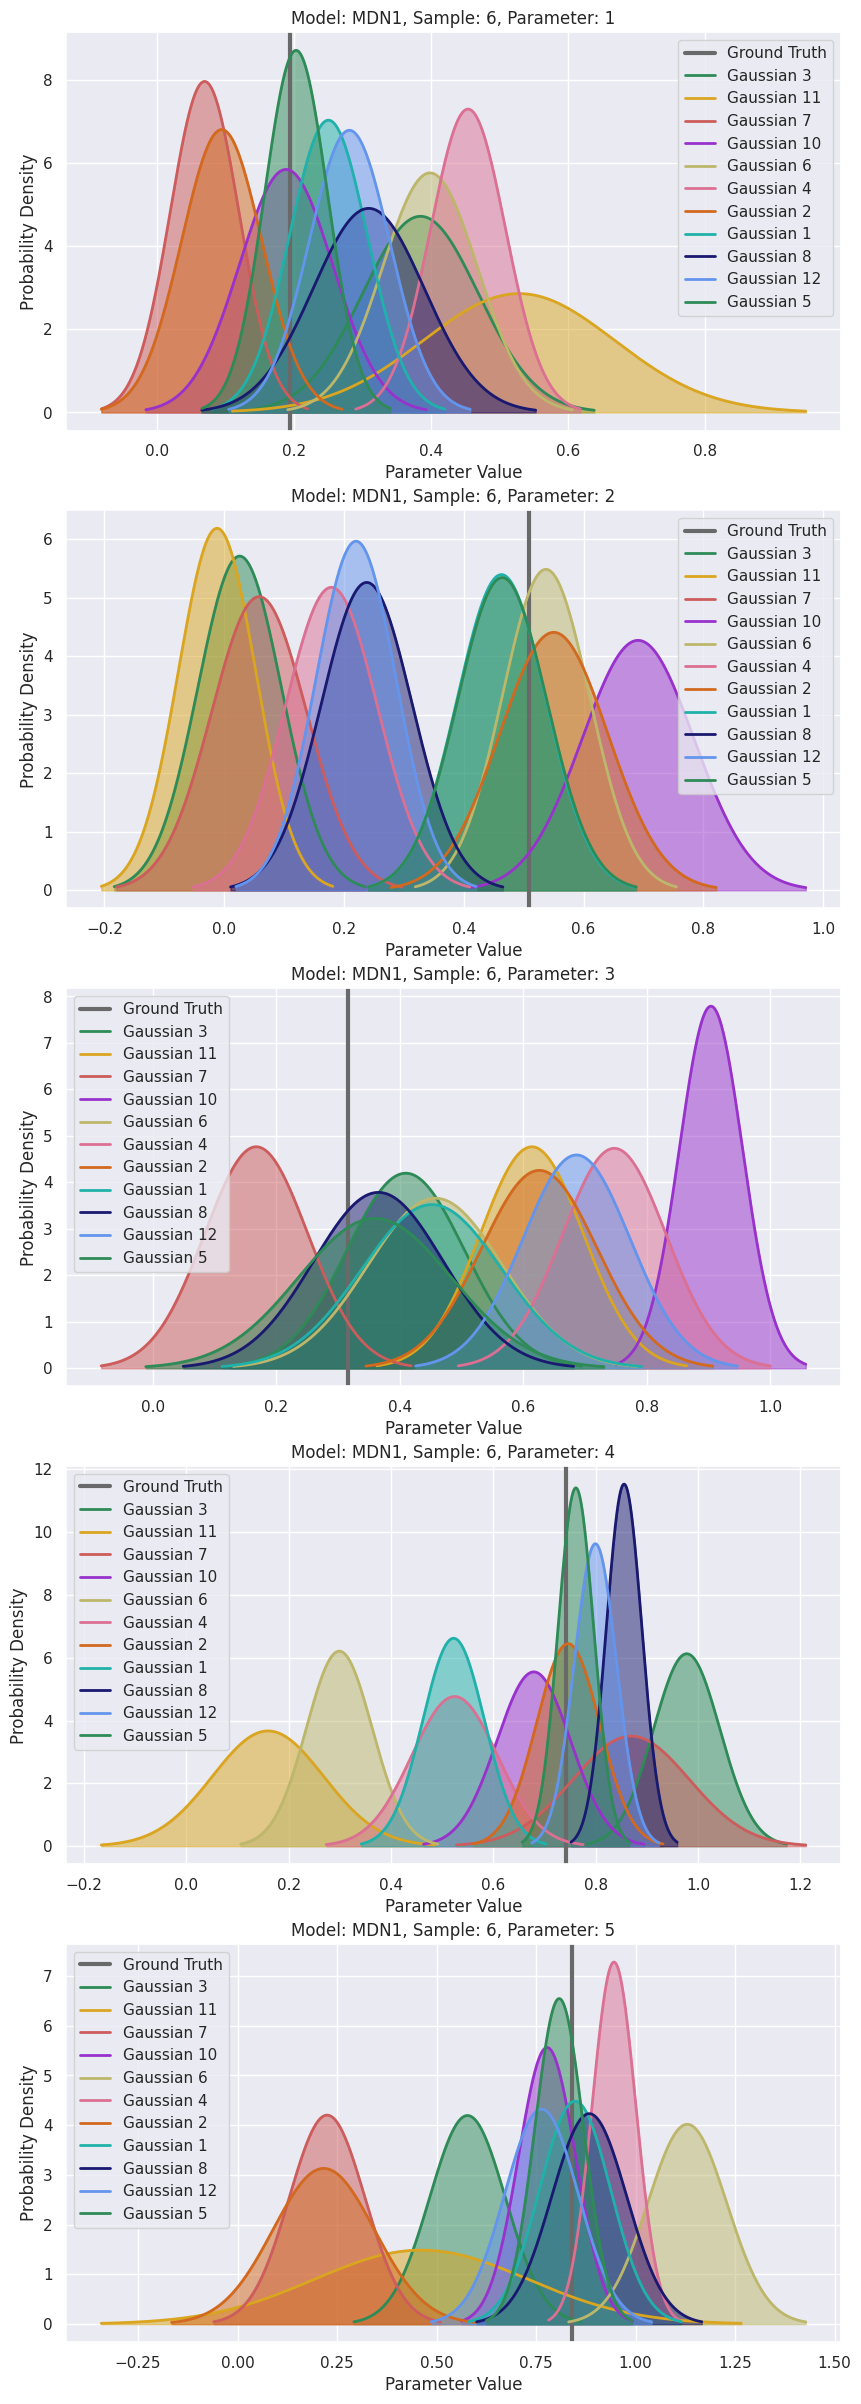 Model: MDN1, Sample: 6, Parameter: 1
Probability Density
8
6
4
2
0
0.0 0.2 0.4 0.6 0.8
Parameter Value
Ground Truth
Gaussian 3
Gaussian 11
Gaussian 7
Gaussian 10
Gaussian 6
Gaussian 4
Gaussian 2
Gaussian 1
Gaussian 8
Gaussian 12
Gaussian 5
Model: MDN1, Sample: 6, Parameter: 2
Probability Density
6
5
4
3
2
1
0
−0.2 0.0 0.2 0.4 0.6 0.8 1.0
Parameter Value
Ground Truth
Gaussian 3
Gaussian 11
Gaussian 7
Gaussian 10
Gaussian 6
Gaussian 4
Gaussian 2
Gaussian 1
Gaussian 8
Gaussian 12
Gaussian 5
Model: MDN1, Sample: 6, Parameter: 3
Probability Density
8
7
6
5
4
3
2
1
0
0.0 0.2 0.4 0.6 0.8 1.0
Parameter Value
Ground Truth
Gaussian 3
Gaussian 11
Gaussian 7
Gaussian 10
Gaussian 6
Gaussian 4
Gaussian 2
Gaussian 1
Gaussian 8
Gaussian 12
Gaussian 5
Model: MDN1, Sample: 6, Parameter: 4
Probability Density
12
10
8
6
4
2
0
−0.2 0.0 0.2 0.4 0.6 0.8 1.0 1.2
Parameter Value
Ground Truth
Gaussian 3
Gaussian 11
Gaussian 7
Gaussian 10
Gaussian 6
Gaussian 4
Gaussian 2
Gaussian 1
Gaussian 8
Gaussian 12
Gaussian 5
Model: MDN1, Sample: 6, Parameter: 5
Probability Density
7
6
5
4
3
2
1
0
−0.25 0.00 0.25 0.50 0.75 1.00 1.25 1.50
Parameter Value
Ground Truth
Gaussian 3
Gaussian 11
Gaussian 7
Gaussian 10
Gaussian 6
Gaussian 4
Gaussian 2
Gaussian 1
Gaussian 8
Gaussian 12
Gaussian 5